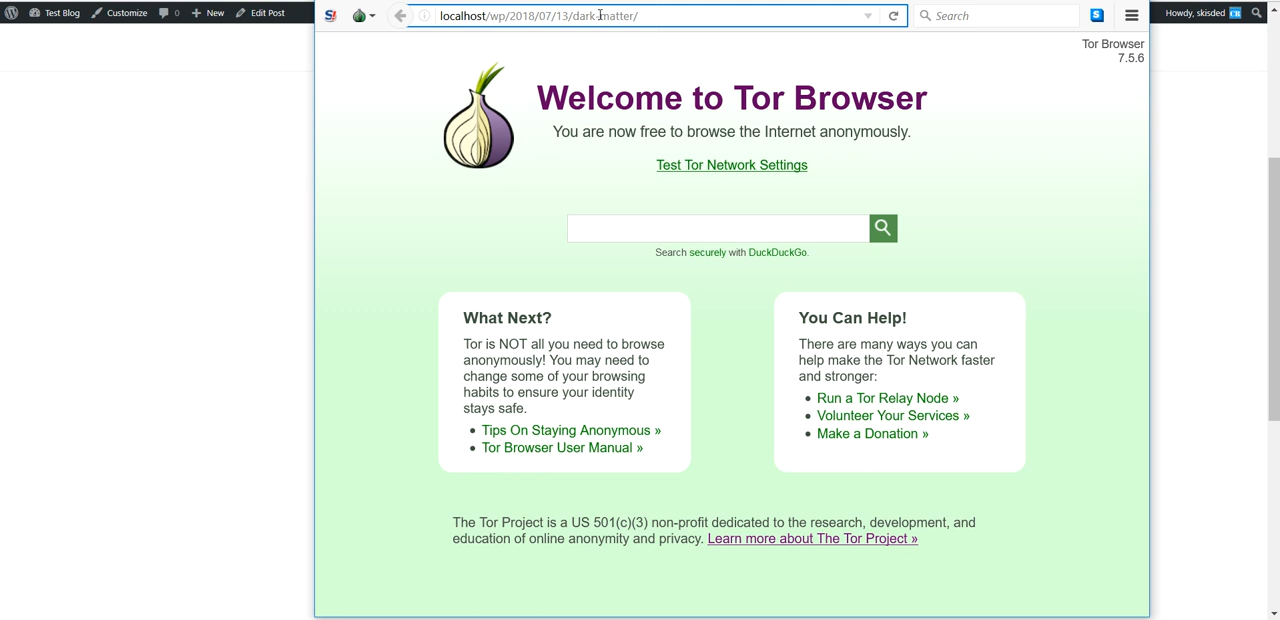 Test Blog Customize 0 New Edit Post
localhost/wp/2018/07/13/dark-matter/
Search
Howdy, skisded
Tor Browser
7.5.6
Welcome to Tor Browser
You are now free to browse the Internet anonymously.
Test Tor Network Settings
Search securely with DuckDuckGo.
What Next?
Tor is NOT all you need to browse
anonymously! You may need to
change some of your browsing
habits to ensure your identity
stays safe.
Tips On Staying Anonymous »
Tor Browser User Manual »
You Can Help!
There are many ways you can
help make the Tor Network faster
and stronger:
Run a Tor Relay Node »
Volunteer Your Services »
Make a Donation »
The Tor Project is a US 501(c)(3) non-profit dedicated to the research, development, and
education of online anonymity and privacy. Learn more about The Tor Project »